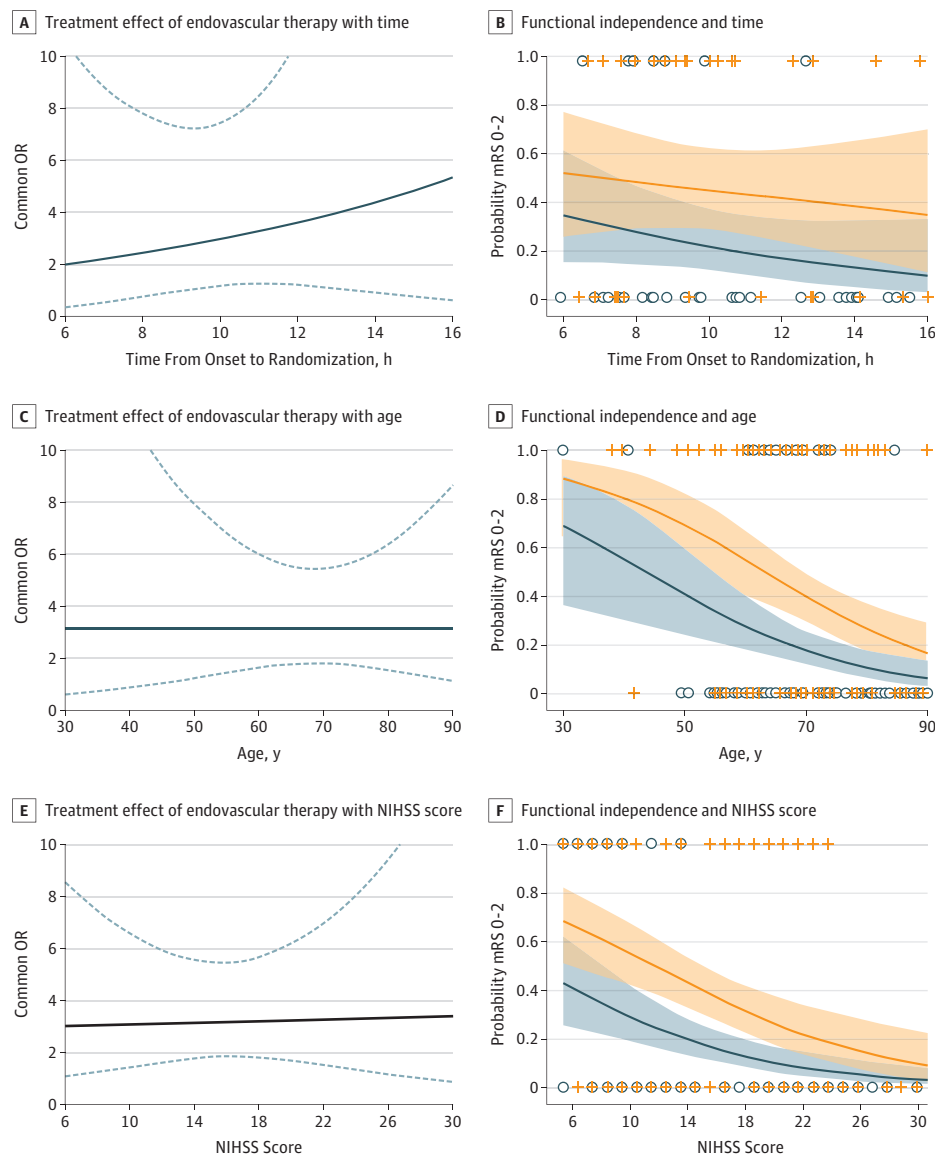 A Treatment effect of endovascular therapy with time
10
8
6
4
2
0
Common OR
6 8 10 12 14 16
Time From Onset to Randomization, h
B Functional independence and time
1.0
0.8
0.6
0.4
0.2
0
Probability mRS 0-2
6 8 10 12 14 16
Time From Onset to Randomization, h
C Treatment effect of endovascular therapy with age
10
8
6
4
2
0
Common OR
30 40 50 60 70 80 90
Age, y
D Functional independence and age
1.0
0.8
0.6
0.4
0.2
0
Probability mRS 0-2
30 50 70 90
Age, y
E Treatment effect of endovascular therapy with NIHSS score
10
8
6
4
2
0
Common OR
6 10 14 18 22 26 30
NIHSS Score
F Functional independence and NIHSS score
1.0
0.8
0.6
0.4
0.2
0
Probability mRS 0-2
6 10 14 18 22 26 30
NIHSS Score